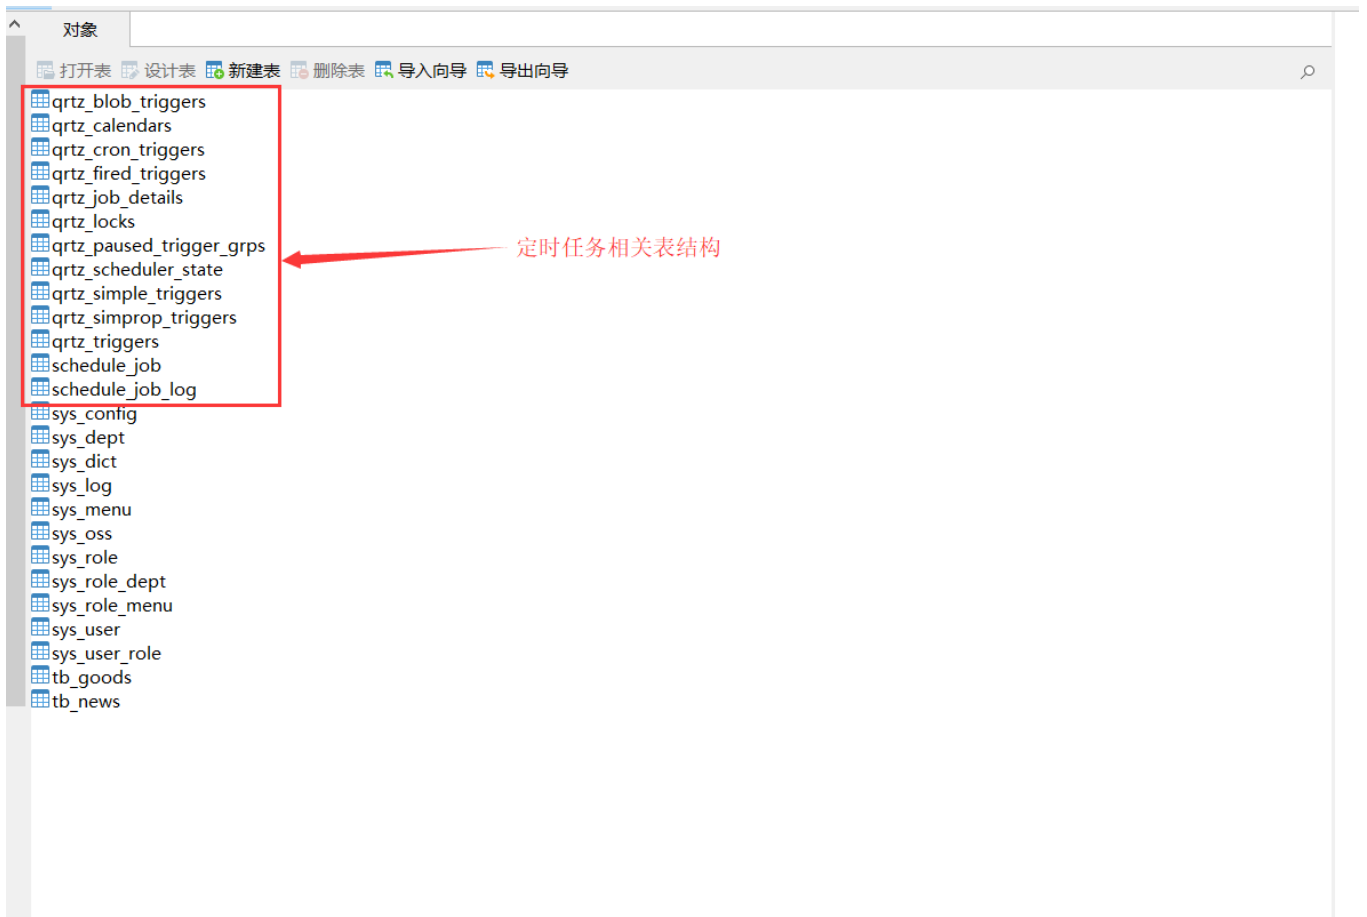 对象
打开表 设计表 新建表 删除表 导入向导 导出向导
qrtz_blob_triggers
qrtz_calendars
qrtz_cron_triggers
qrtz_fired_triggers
qrtz_job_details
qrtz_locks
qrtz_paused_trigger_grps
定时任务相关表结构
qrtz_scheduler_state
qrtz_simple_triggers
qrtz_simprop_triggers
qrtz_triggers
schedule_job
schedule_job_log
sys_config
sys_dept
sys_dict
sys_log
sys_menu
sys_oss
sys_role
sys_role_dept
sys_role_menu
sys_user
sys_user_role
tb_goods
tb_news